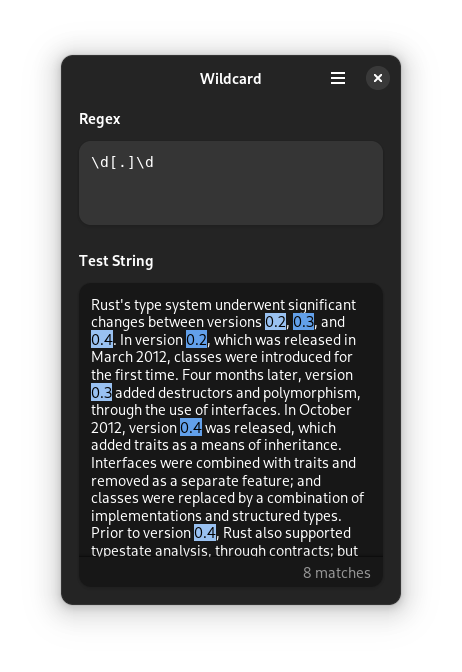 Wildcard
Regex
\d[.]\d
Test String
Rust's type system underwent significant
changes between versions 0.2, 0.3, and
0.4. In version 0.2, which was released in
March 2012, classes were introduced for
the first time. Four months later, version
0.3 added destructors and polymorphism,
through the use of interfaces. In October
2012, version 0.4 was released, which
added traits as a means of inheritance.
Interfaces were combined with traits and
removed as a separate feature; and
classes were replaced by a combination of
implementations and structured types.
Prior to version 0.4, Rust also supported
typestate analysis, through contracts; but
8 matches